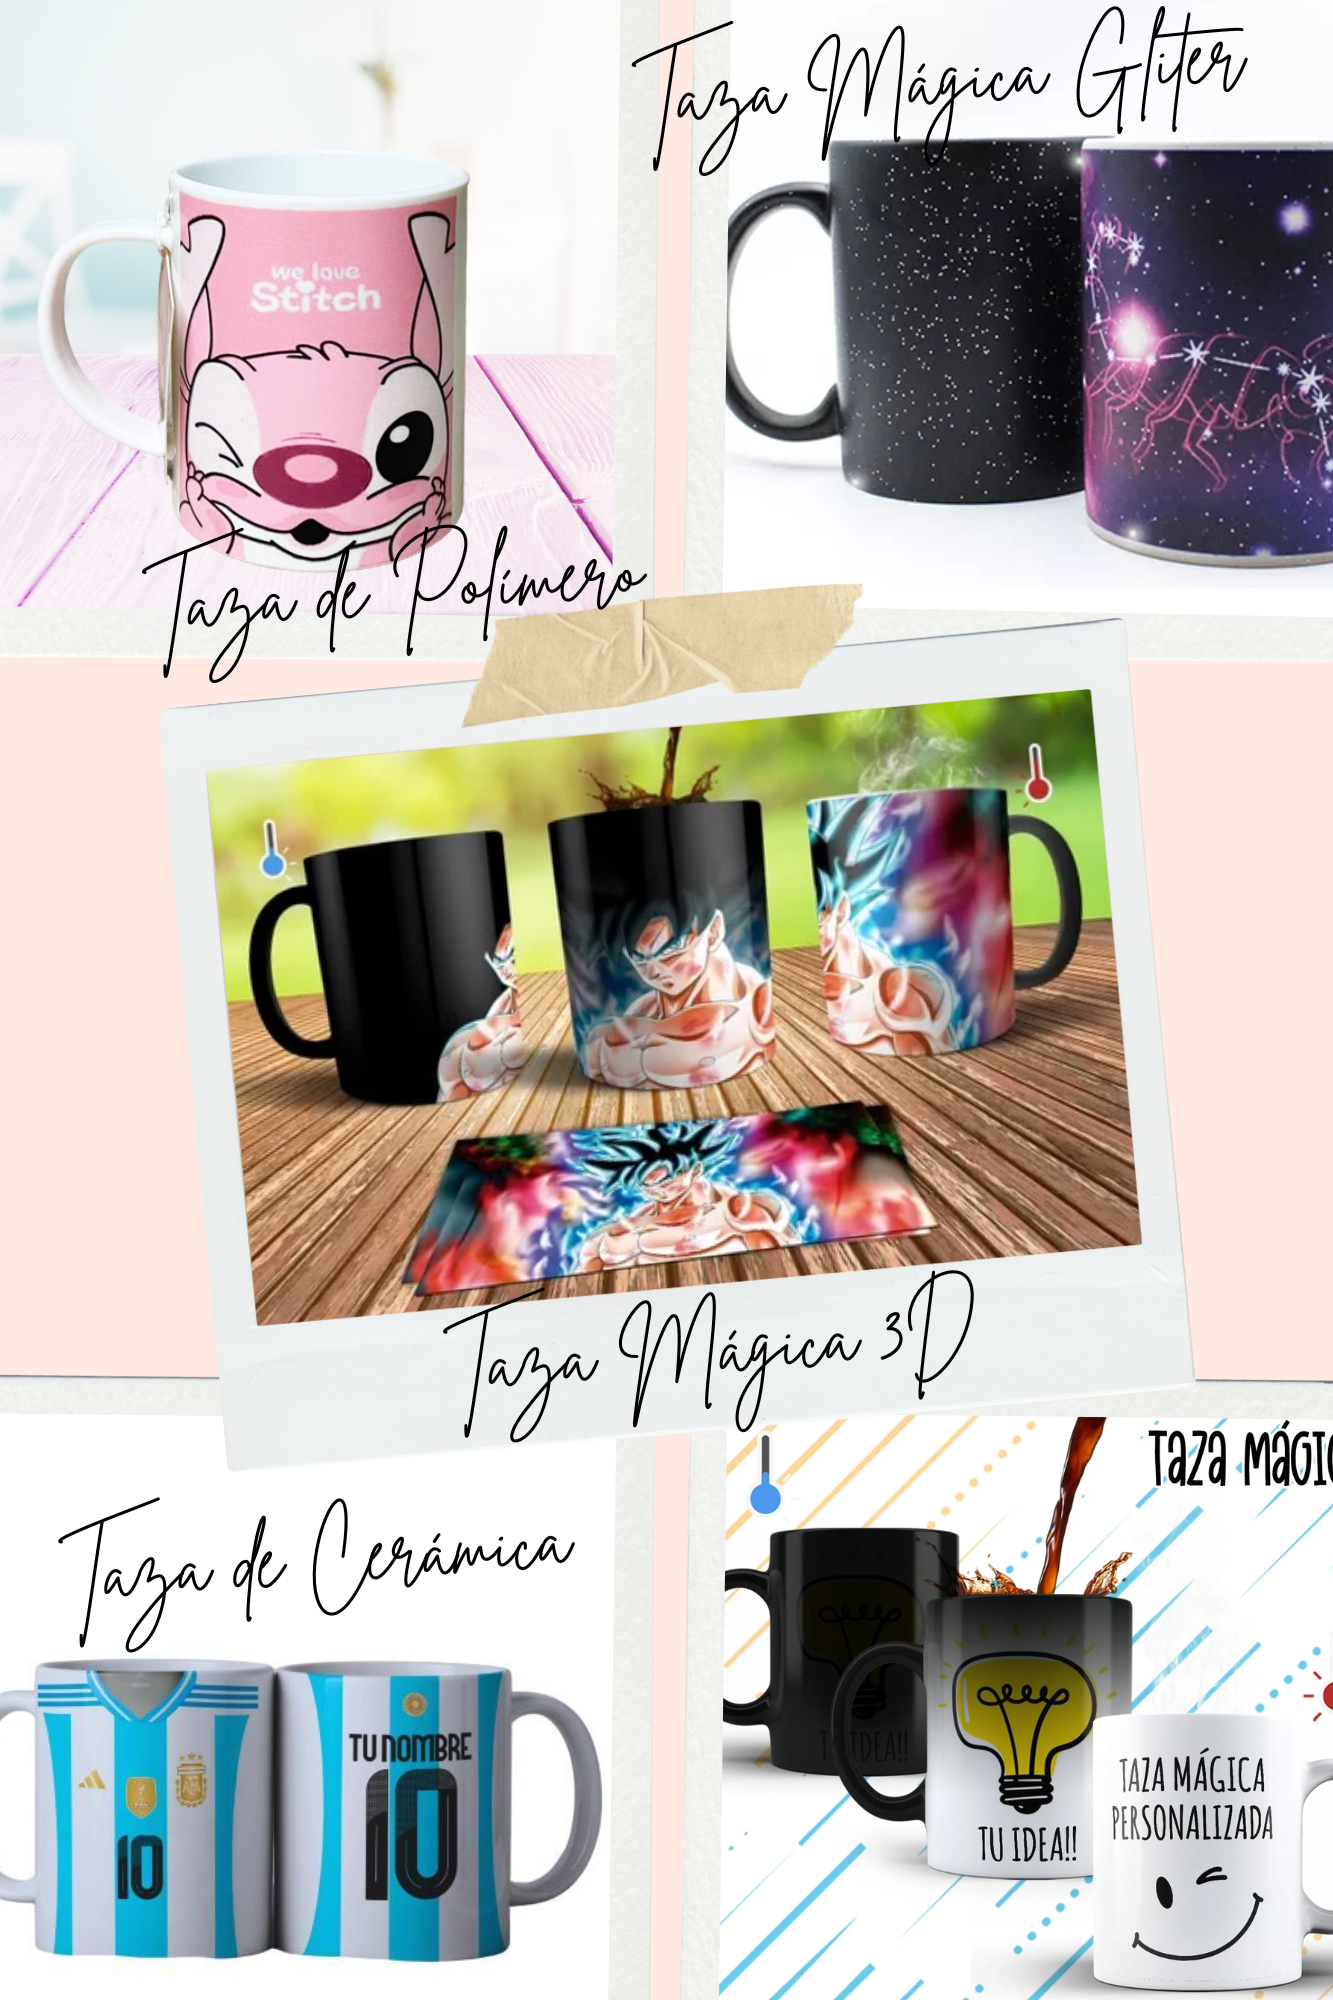 Taza Mágica Gliter
we love
Stitch
Taza de Polímero
Taza Mágica 3D
Taza de Cerámica
TU NOMBRE
10
10
TAZA
TU IDEA!!
TU IDEA!!
TAZA MÁGICA
PERSONALIZADA